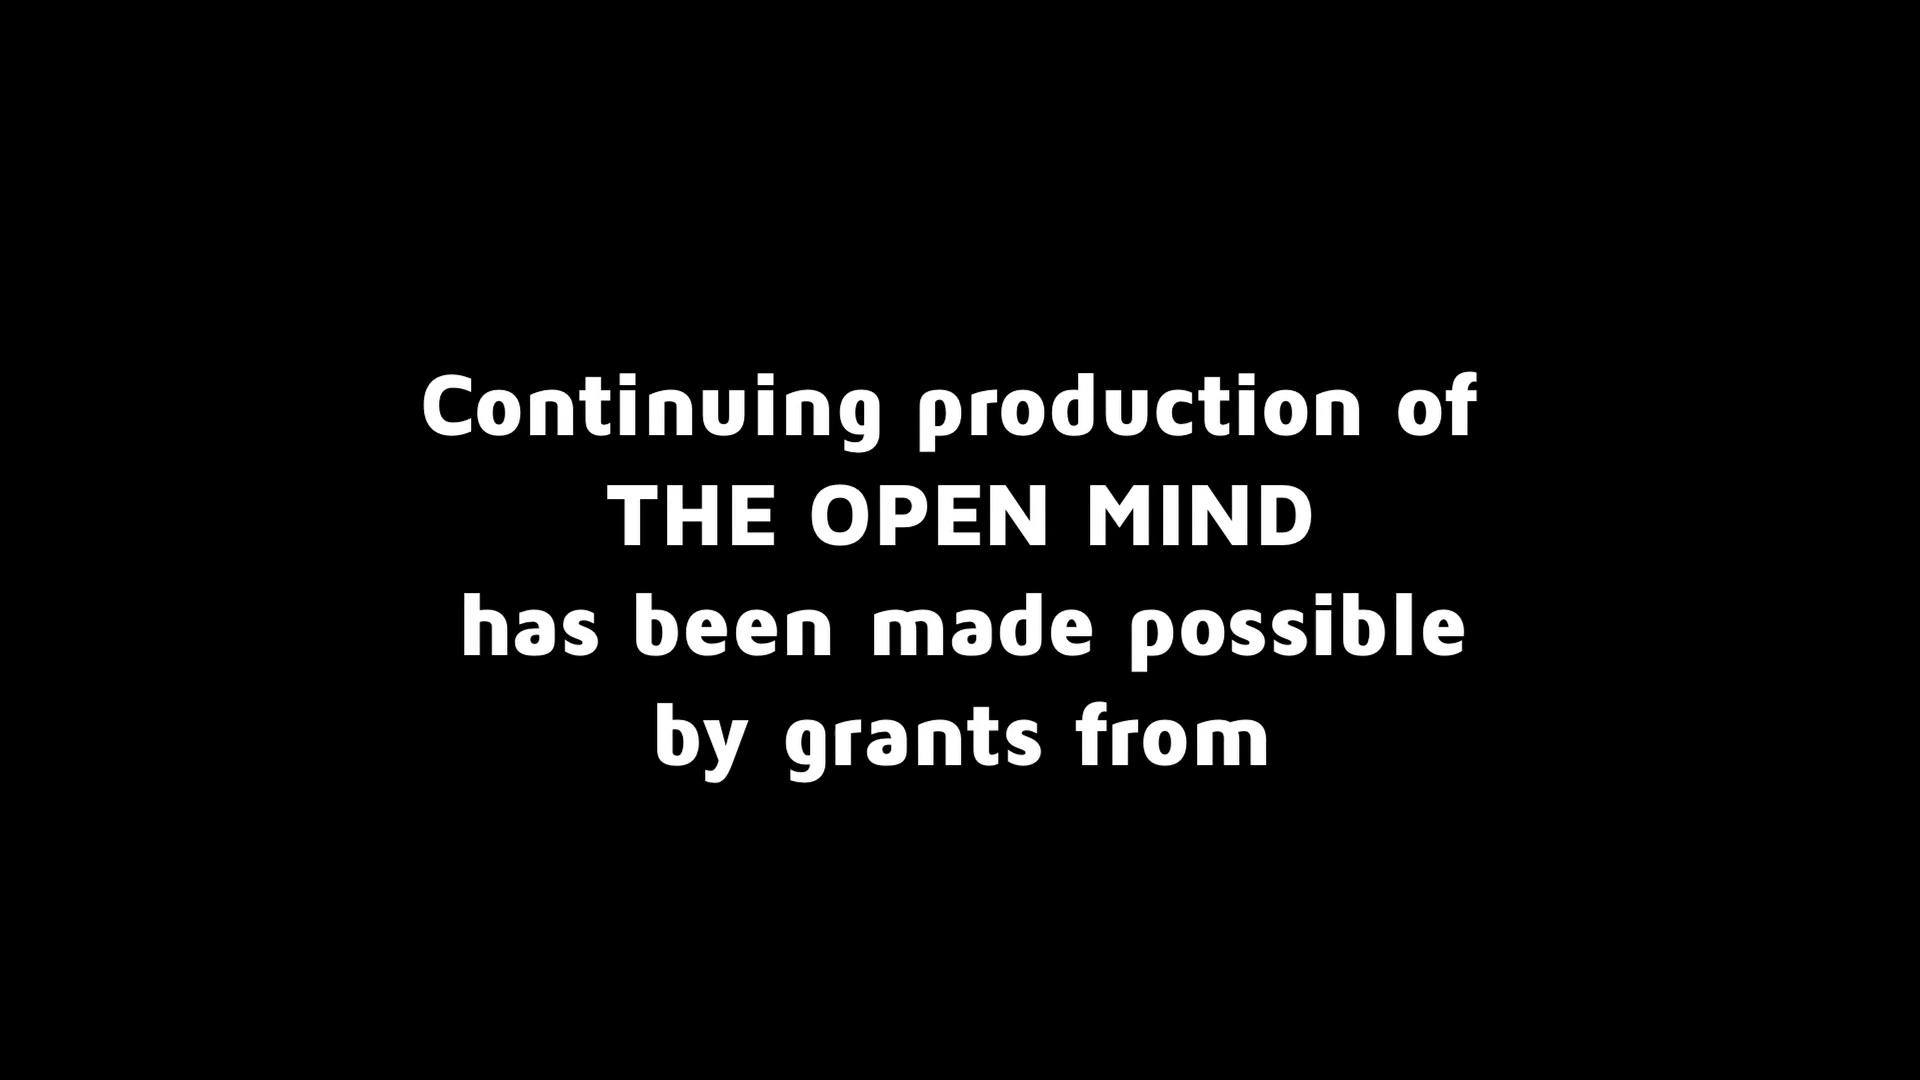 Continuing production of
THE OPEN MIND
has been made possible
by grants from